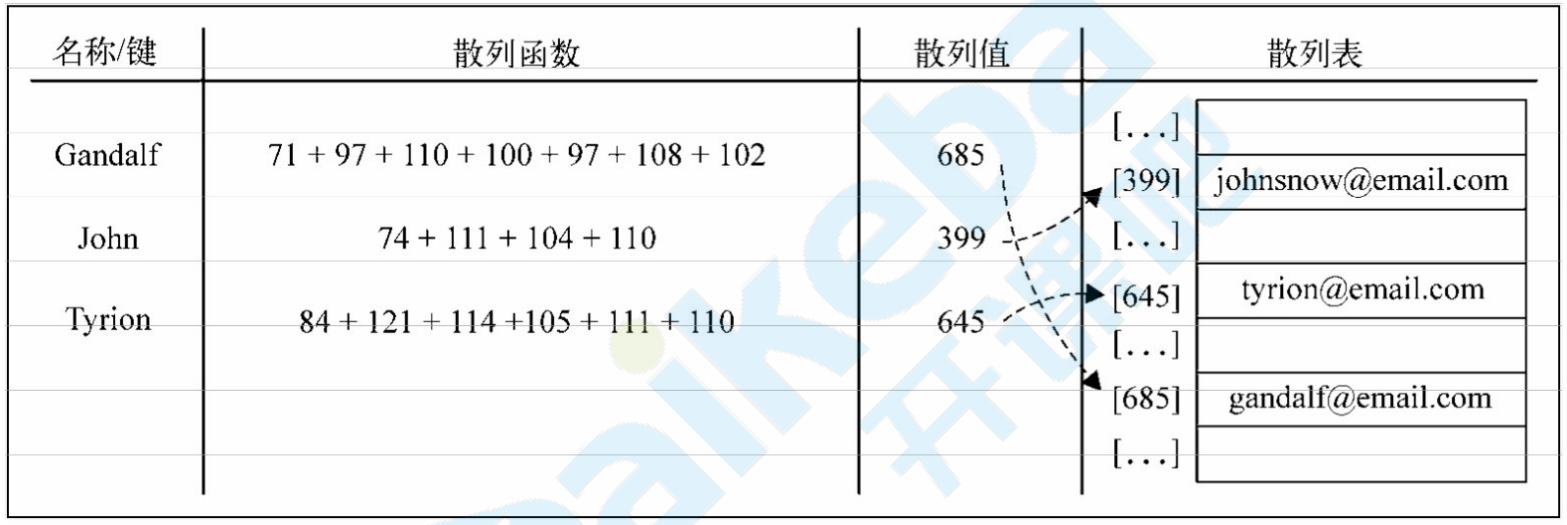 名称/键 散列函数 散列值 散列表
[...]
Gandalf 71 + 97 + 110 + 100 + 97 + 108 + 102 685
[399] johnsnow@email.com
John 74 + 111 + 104 + 110 399 [...]
[645] tyrion@email.com
Tyrion 84 + 121 + 114 +105 + 111 + 110 645
[...]
[685] gandalf@email.com
[...]
aikeba
开课吧